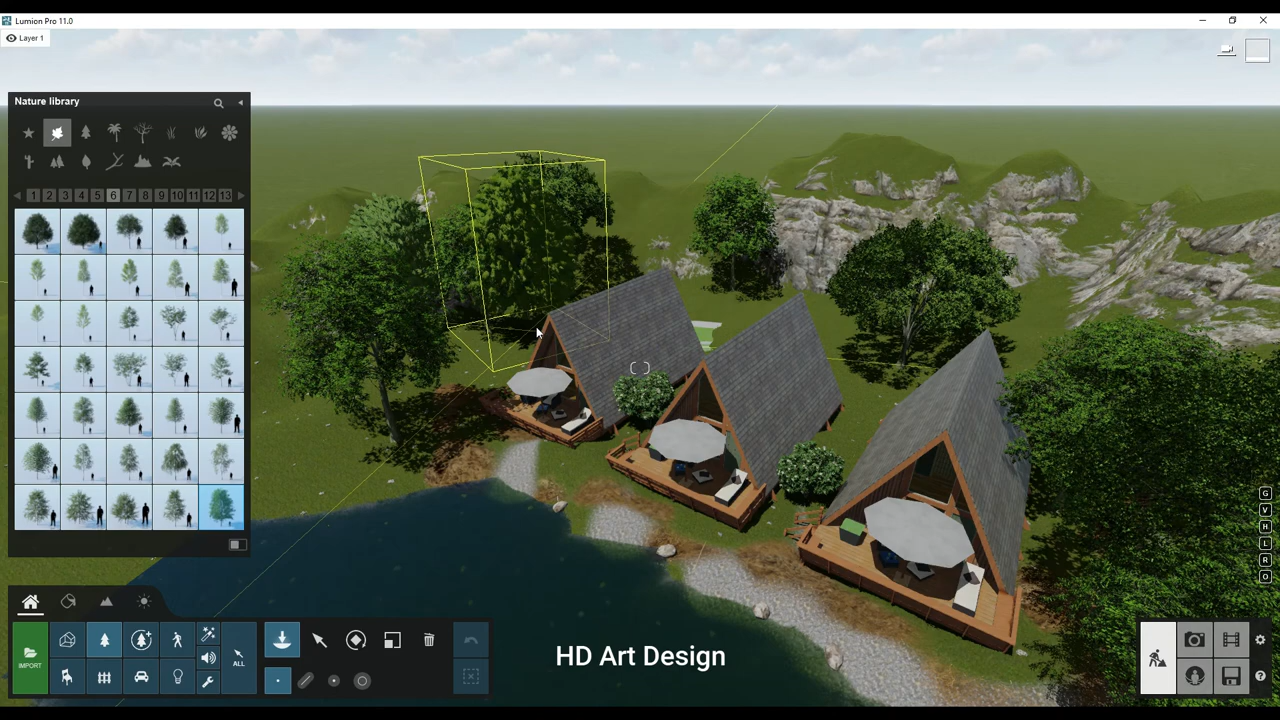 Lumion Pro 11.0
Layer 1
Nature library
1 2 3 4 5 6 7 8 9 10 11 12 13
G
V
H
L
R
O
IMPORT
ALL
HD Art Design
?